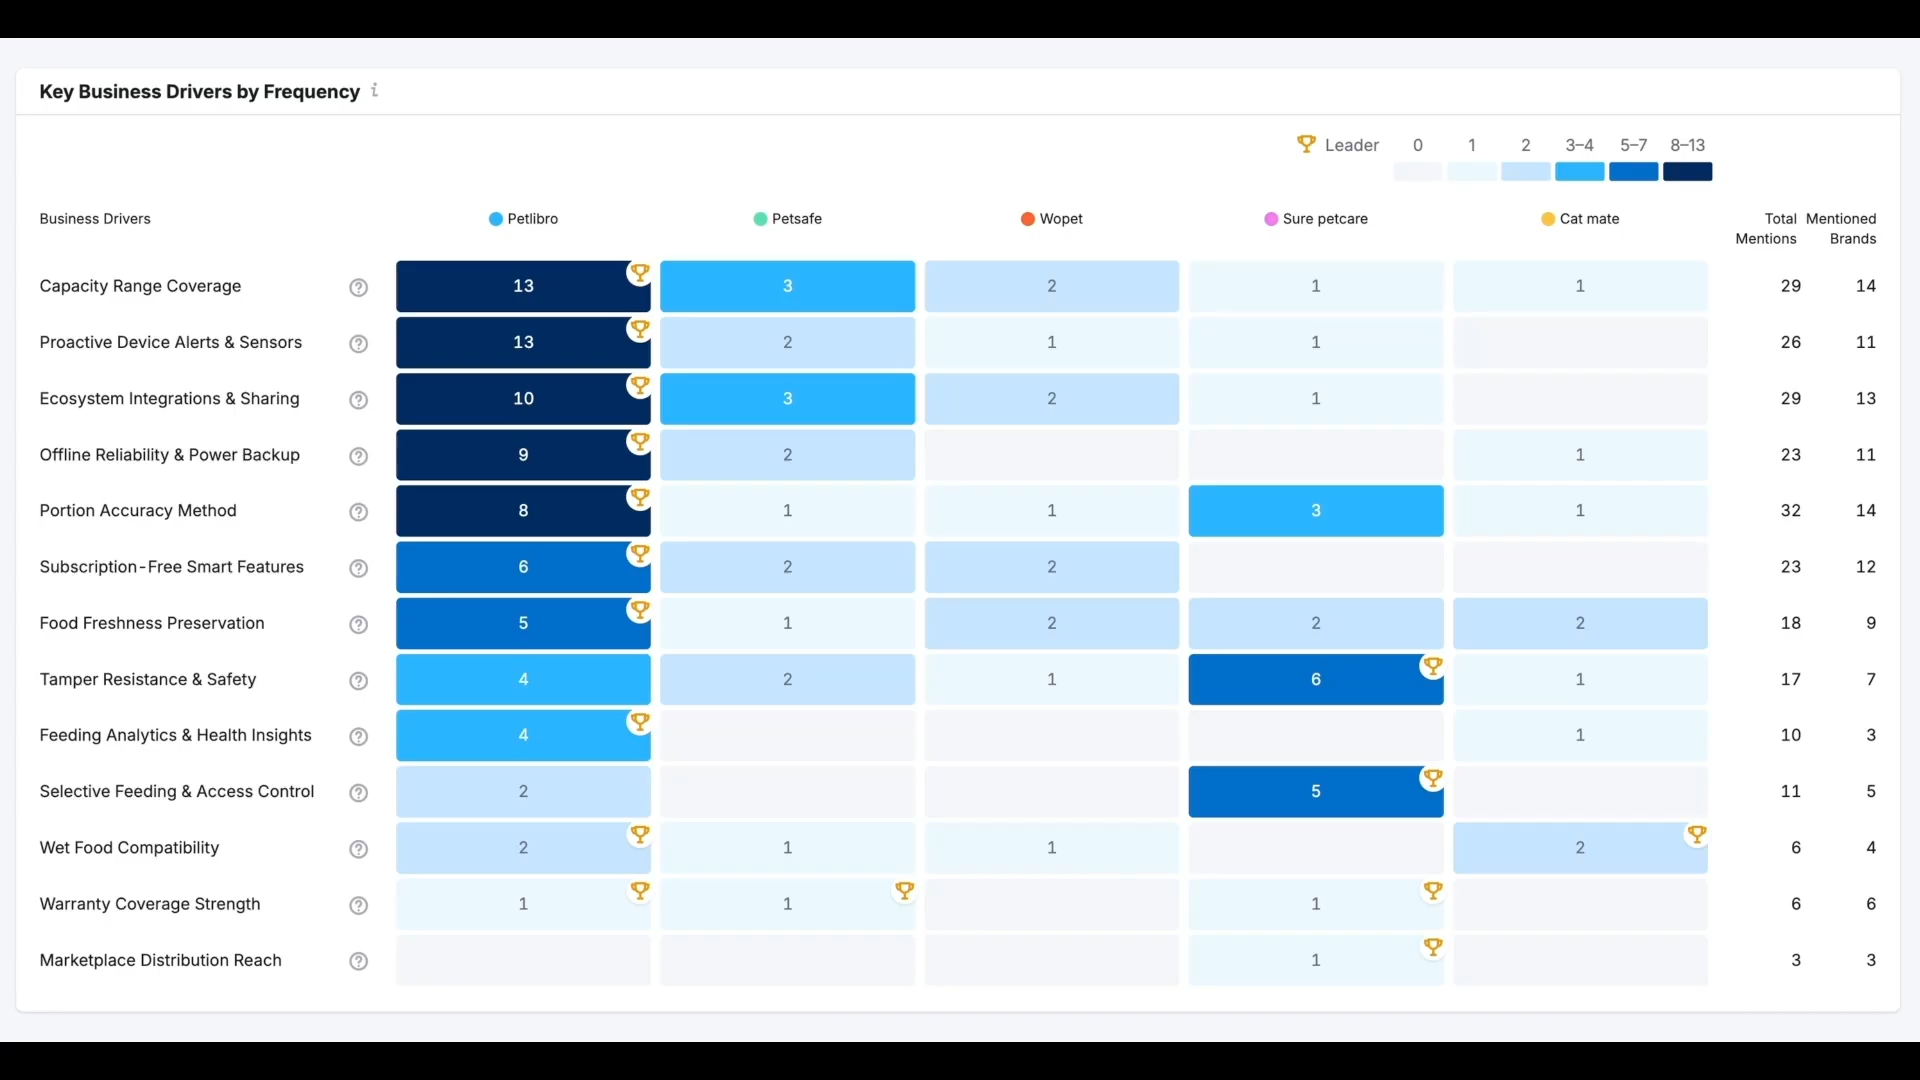 Key Business Drivers by Frequency i
Leader 0 1 2 3–4 5–7 8–13
Business Drivers Petlibro Petsafe Wopet Sure petcare Cat mate Total Mentions Mentioned Brands
Capacity Range Coverage ? 13 3 2 1 1 29 14
Proactive Device Alerts & Sensors ? 13 2 1 1 26 11
Ecosystem Integrations & Sharing ? 10 3 2 1 29 13
Offline Reliability & Power Backup ? 9 2 1 23 11
Portion Accuracy Method ? 8 1 1 3 1 32 14
Subscription-Free Smart Features ? 6 2 2 23 12
Food Freshness Preservation ? 5 1 2 2 2 18 9
Tamper Resistance & Safety ? 4 2 1 6 1 17 7
Feeding Analytics & Health Insights ? 4 1 10 3
Selective Feeding & Access Control ? 2 5 11 5
Wet Food Compatibility ? 2 1 1 2 6 4
Warranty Coverage Strength ? 1 1 1 6 6
Marketplace Distribution Reach ? 1 3 3